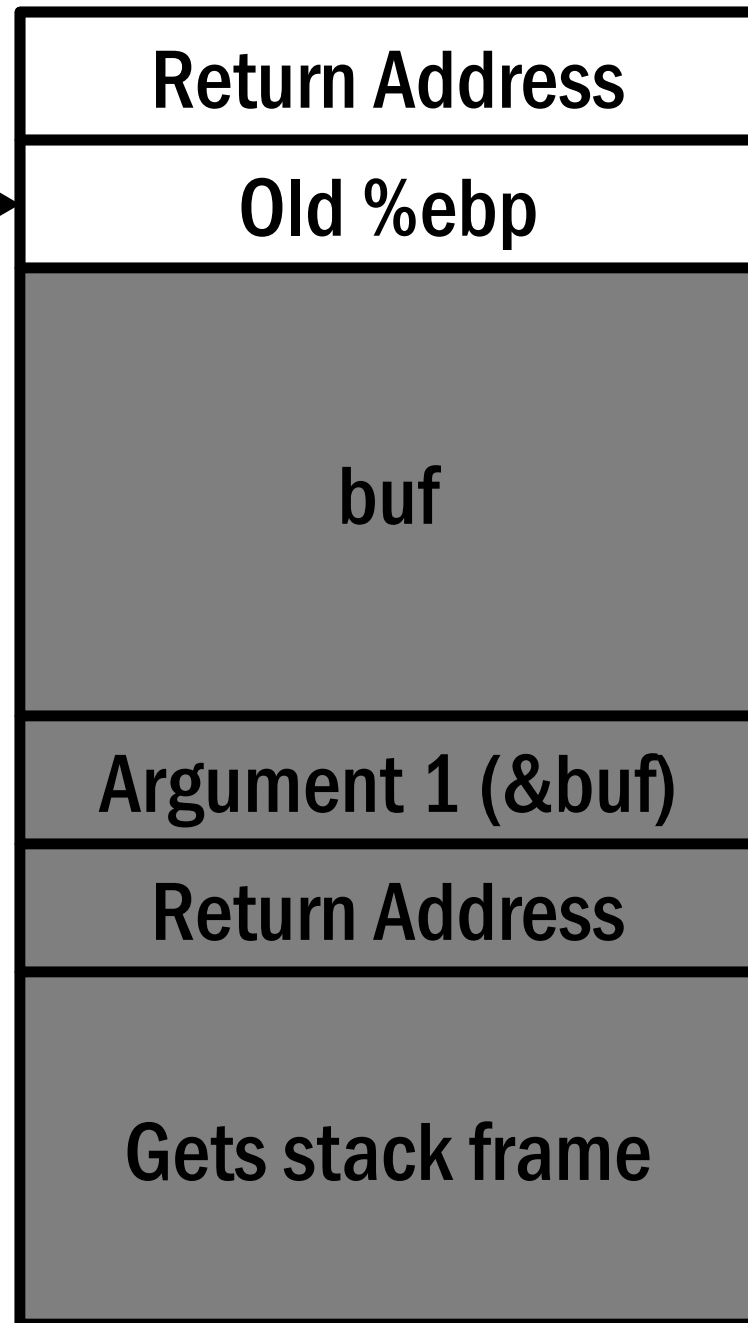 Return Address
Old %ebp
buf
Argument 1 (&buf)
Return Address
Gets stack frame